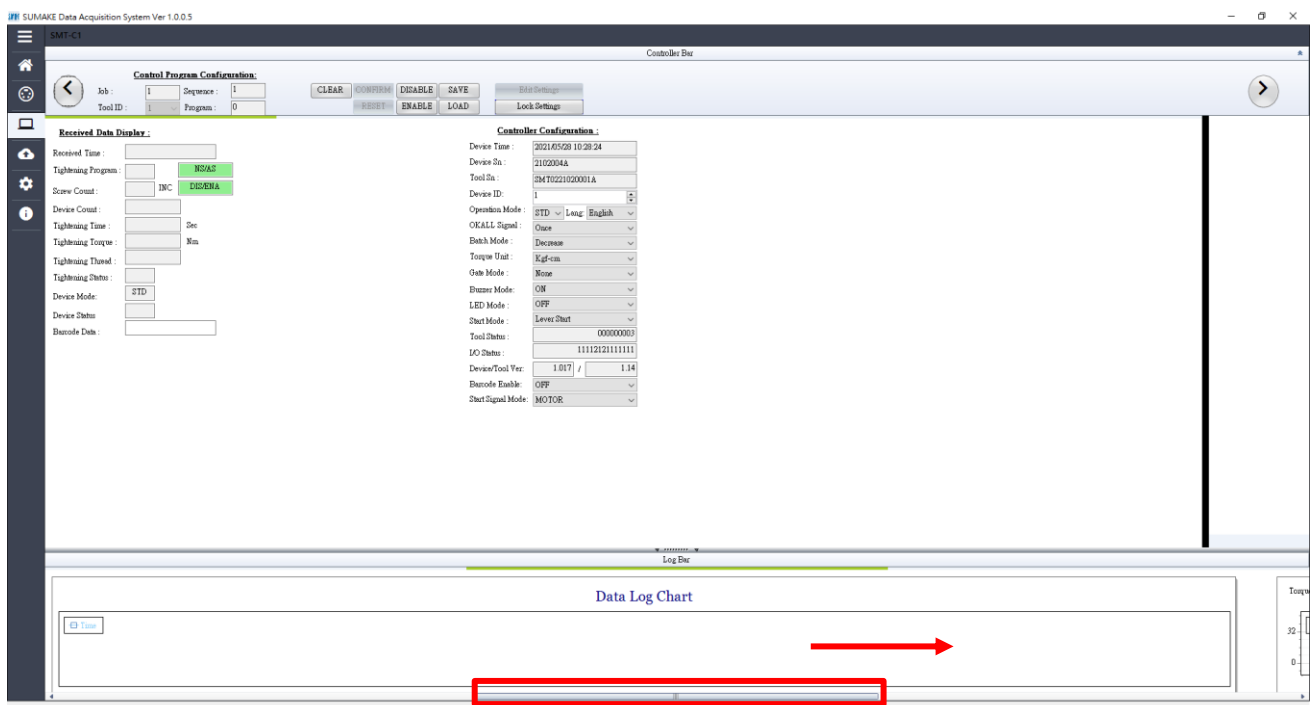 SUMAKE Data Acquisition System Ver 1.0.0.5
SMT-C1
Controller Bar
Control Program Configuration:
Job : 1 Sequence : 1
Tool ID : 1 Program : 0
CLEAR CONFIRM DISABLE SAVE Edit Settings
RESET ENABLE LOAD Lock Settings
Received Data Display :
Received Time :
Tightening Program : NS/AS
Screw Count : INC DIS/ENA
Device Count :
Tightening Time : Sec
Tightening Torque : Nm
Tightening Thread :
Tightening Status :
Device Mode: STD
Device Status
Barcode Data :
Controller Configuration :
Device Time : 2021/05/28 10:28:24
Device Sn : 2102004A
Tool Sn : SMT0221020001A
Device ID: 1
Operation Mode : STD Lang: English
OKALL Signal : Once
Batch Mode : Decrease
Torque Unit : Kgf-cm
Gate Mode : None
Buzzer Mode: ON
LED Mode : OFF
Start Mode : Lever Start
Tool Status : 000000003
I/O Status : 11112121111111
Device/Tool Ver: 1.017 / 1.14
Barcode Enable: OFF
Start Signal Mode: MOTOR
Log Bar
Data Log Chart
Time
Torqu
32
0